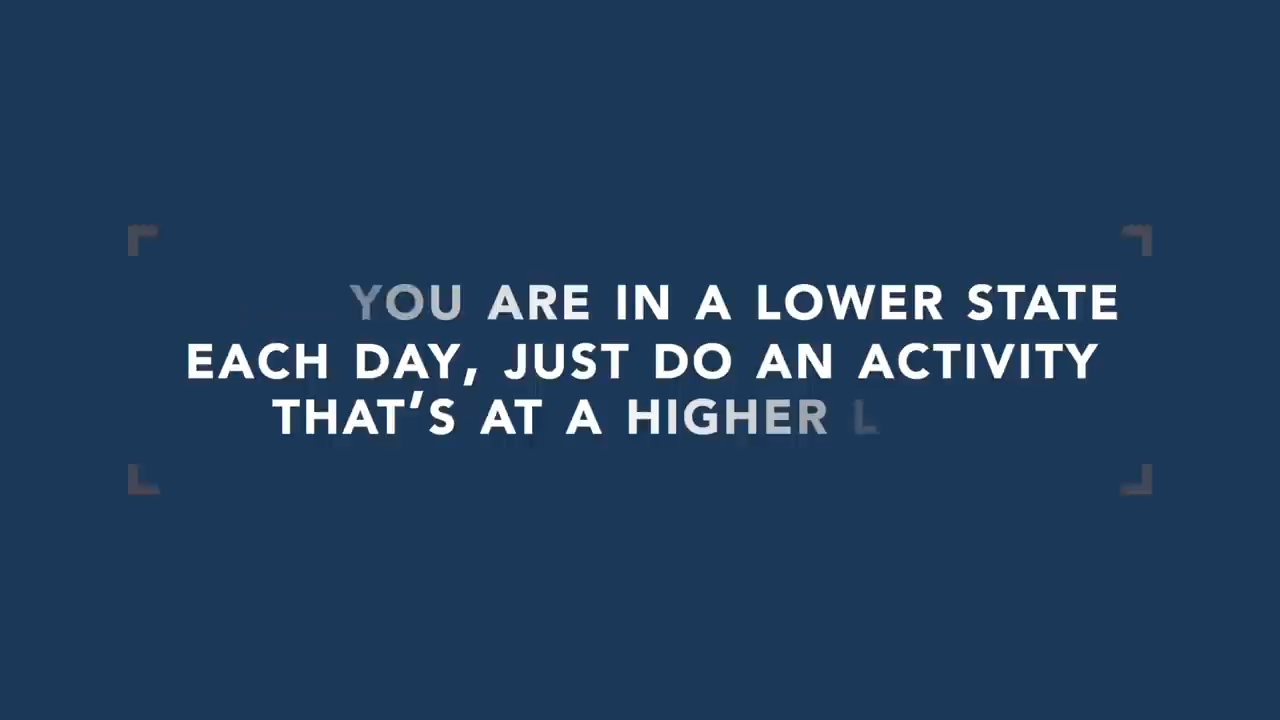 YOU ARE IN A LOWER STATE
EACH DAY, JUST DO AN ACTIVITY
THAT'S AT A HIGHER L